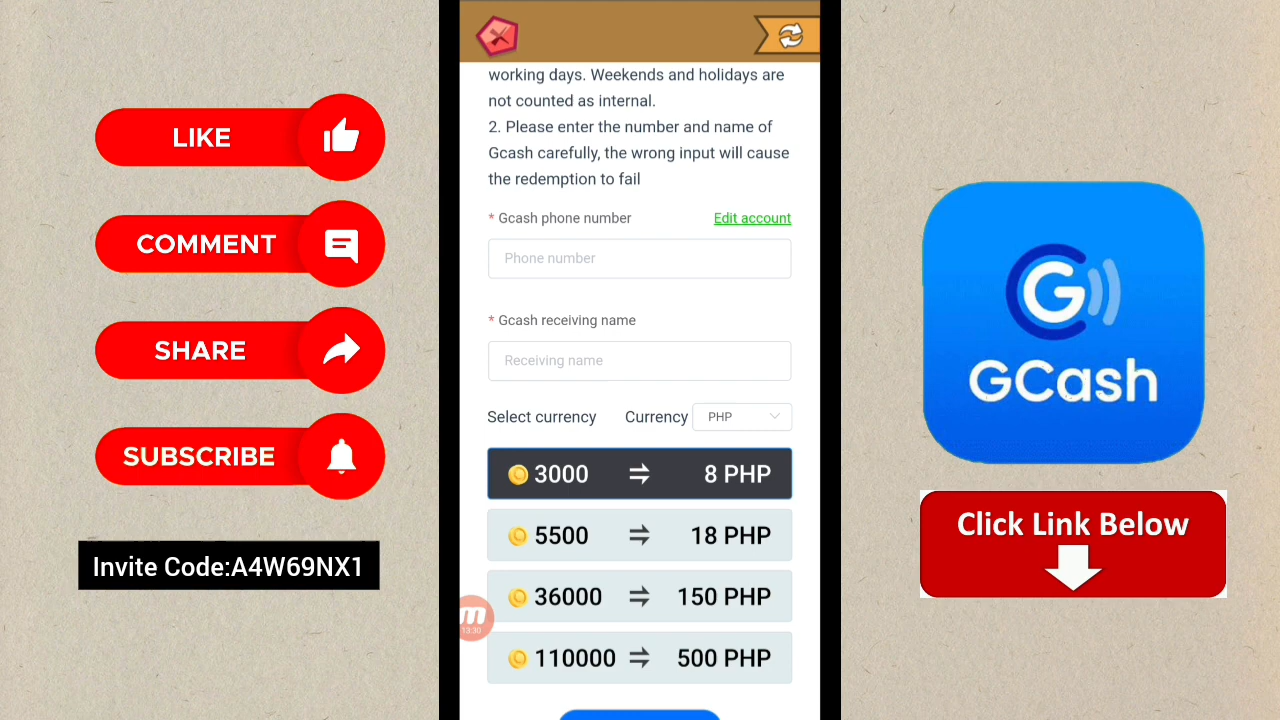 LIKE
COMMENT
SHARE
SUBSCRIBE
Invite Code:A4W69NX1
working days. Weekends and holidays are
not counted as internal.
2. Please enter the number and name of
Gcash carefully, the wrong input will cause
the redemption to fail
* Gcash phone number Edit account
Phone number
* Gcash receiving name
Receiving name
Select currency Currency PHP
3000 8 PHP
5500 18 PHP
36000 150 PHP
110000 500 PHP
13:30
G
GCash
Click Link Below